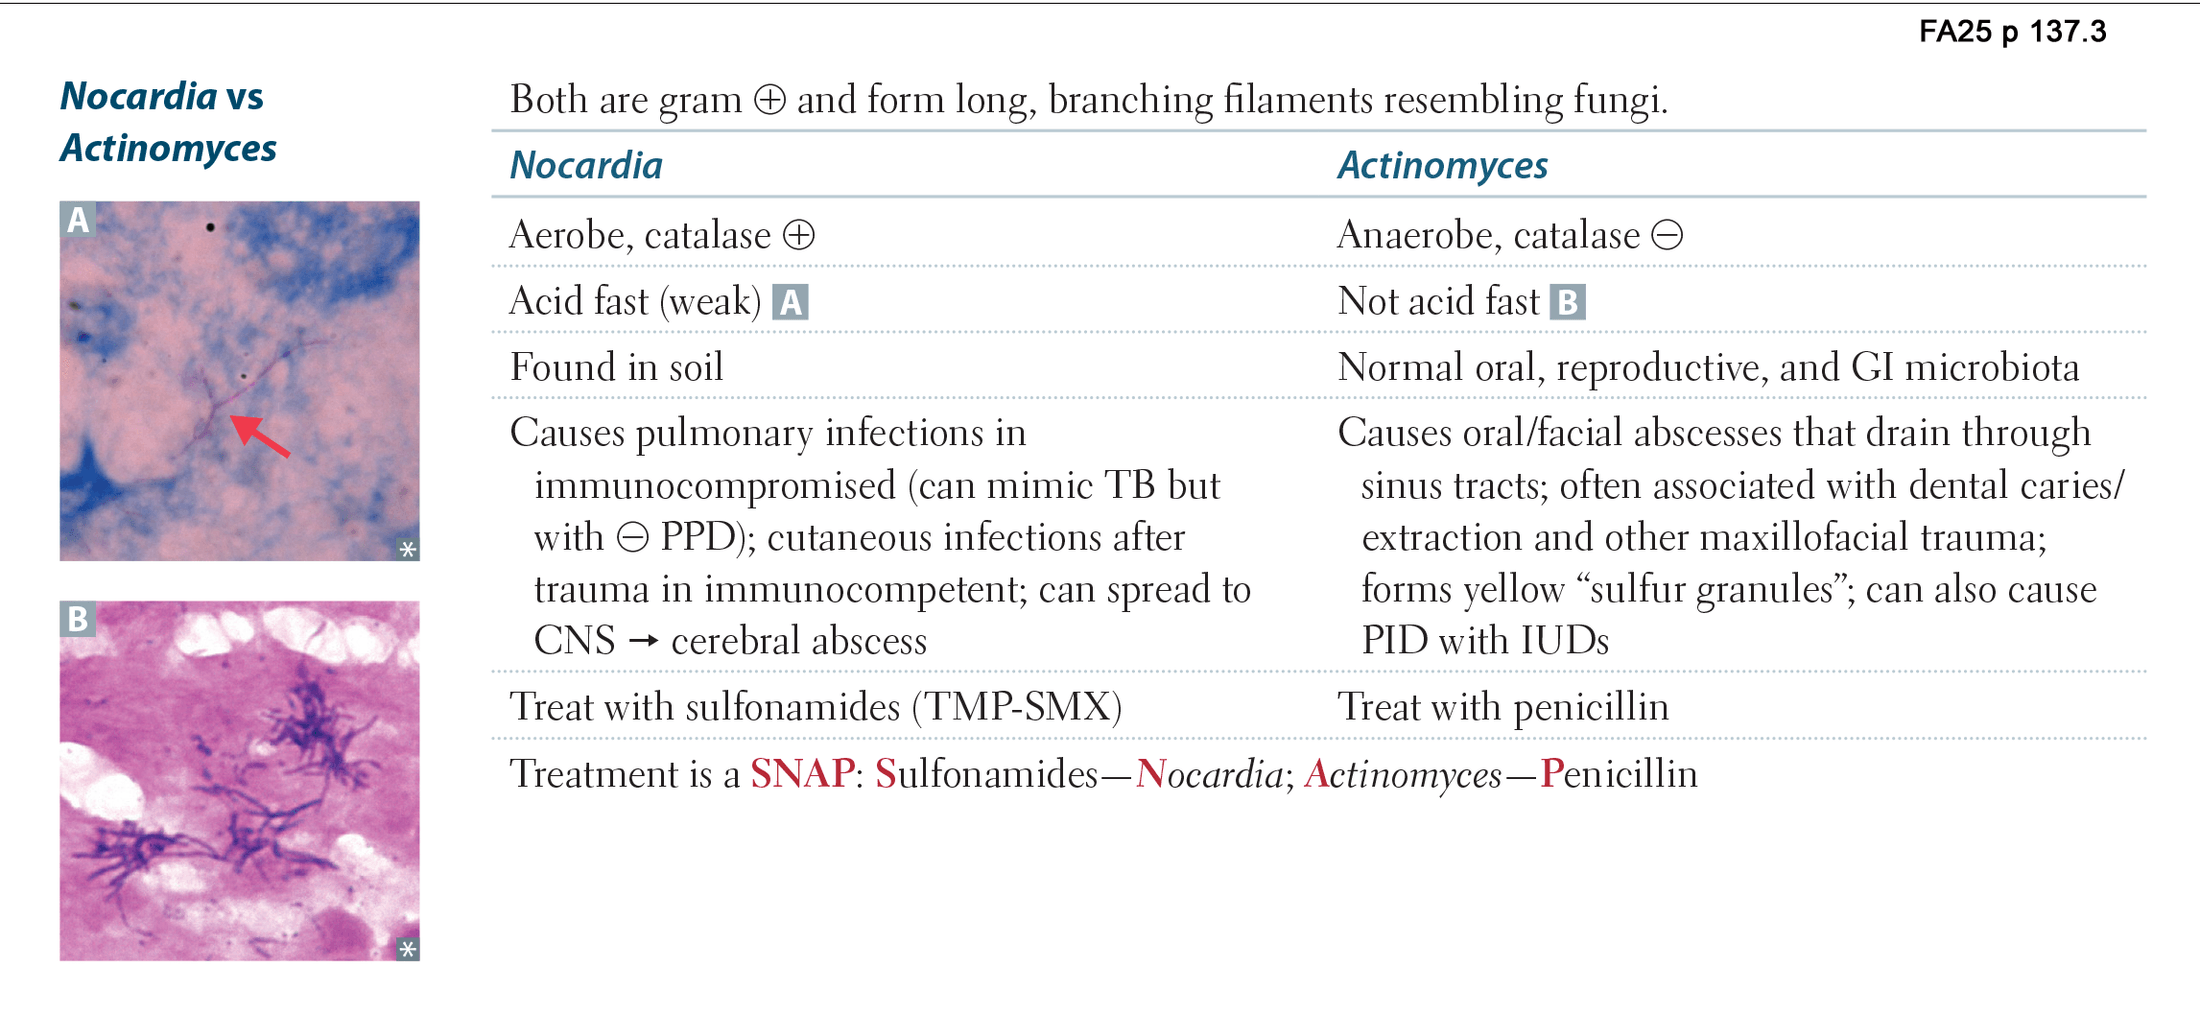 FA25 p 137.3
Nocardia vs
Actinomyces
Both are gram ⊕ and form long, branching filaments resembling fungi.
Nocardia
Actinomyces
Aerobe, catalase ⊕
Anaerobe, catalase ⊖
Acid fast (weak) A
Not acid fast B
Found in soil
Normal oral, reproductive, and GI microbiota
Causes pulmonary infections in
immunocompromised (can mimic TB but
with ⊖ PPD); cutaneous infections after
trauma in immunocompetent; can spread to
CNS → cerebral abscess
Causes oral/facial abscesses that drain through
sinus tracts; often associated with dental caries/
extraction and other maxillofacial trauma;
forms yellow “sulfur granules”; can also cause
PID with IUDs
Treat with sulfonamides (TMP-SMX)
Treat with penicillin
Treatment is a SNAP: Sulfonamides—Nocardia; Actinomyces—Penicillin
A
*
B
*